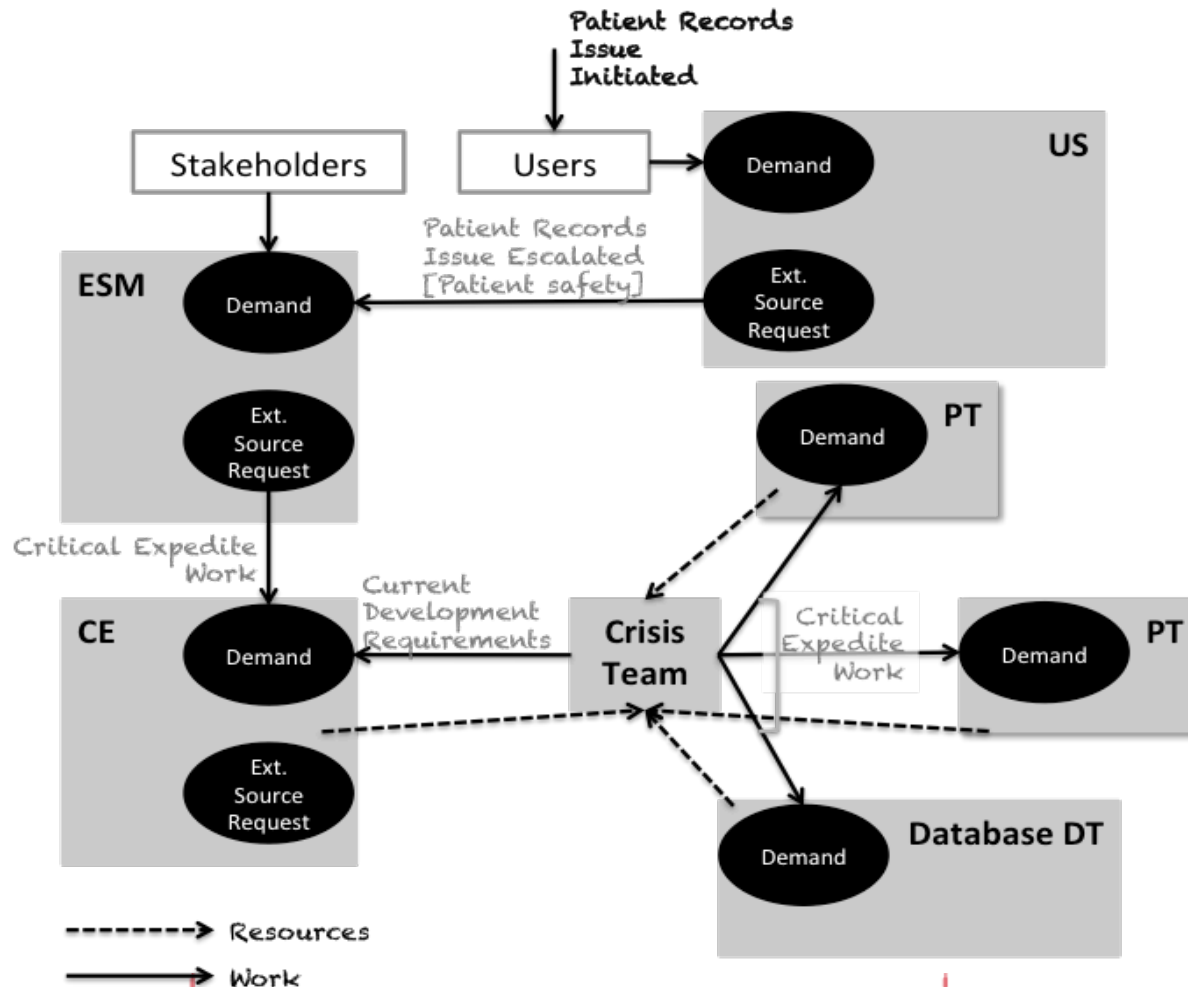 Patient Records
Issue
Initiated
Stakeholders
Users
Demand
US
Patient Records
Issue Escalated
[Patient safety]
ESM
Demand
Ext.
Source
Request
Ext.
Source
Request
Demand
PT
Critical Expedite
Work
CE
Demand
Current
Development
Requirements
Crisis
Team
Critical
Expedite
Work
Demand
PT
Ext.
Source
Request
Demand
Database DT
Resources
Work